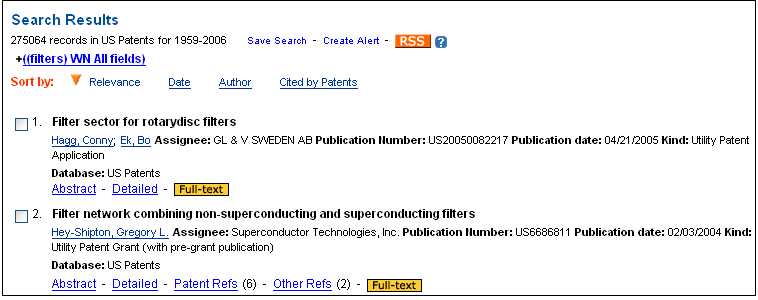 Search Results
275064 records in US Patents for 1959-2006 Save Search - Create Alert - RSS ?
+((filters) WN All fields)
Sort by: Relevance Date Author Cited by Patents
1. Filter sector for rotarydisc filters
Hagg, Conny; Ek, Bo Assignee: GL & V SWEDEN AB Publication Number: US20050082217 Publication date: 04/21/2005 Kind: Utility Patent
Application
Database: US Patents
Abstract - Detailed - Full-text
2. Filter network combining non-superconducting and superconducting filters
Hey-Shipton, Gregory L. Assignee: Superconductor Technologies, Inc. Publication Number: US6686811 Publication date: 02/03/2004 Kind:
Utility Patent Grant (with pre-grant publication)
Database: US Patents
Abstract - Detailed - Patent Refs (6) - Other Refs (2) - Full-text